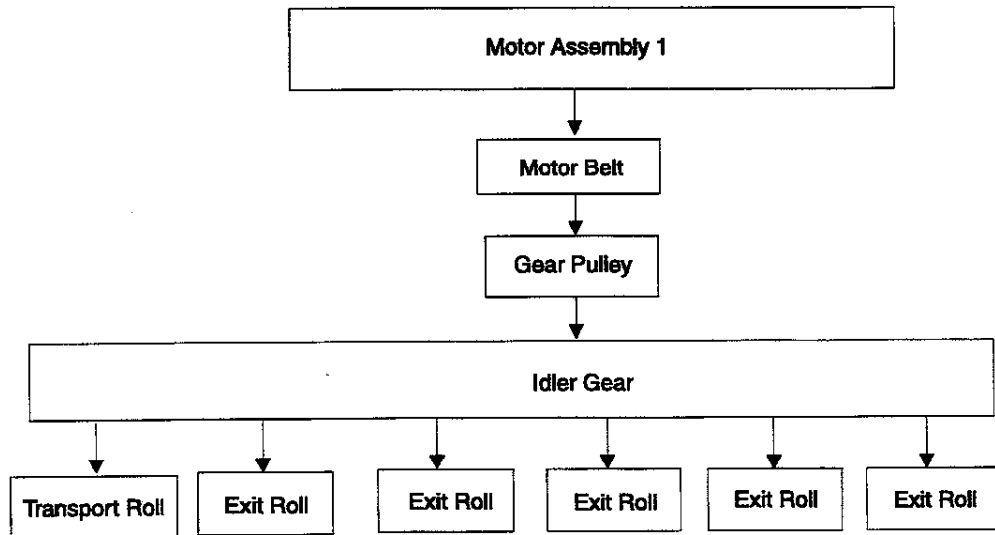 Motor Assembly 1
Motor Belt
Gear Pulley
Idler Gear
Transport Roll
Exit Roll
Exit Roll
Exit Roll
Exit Roll
Exit Roll